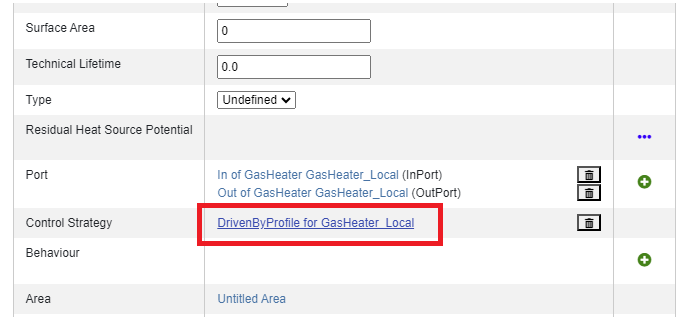 Surface Area 0
Technical Lifetime 0.0
Type Undefined
Residual Heat Source Potential
Port In of GasHeater GasHeater_Local (InPort)
Out of GasHeater GasHeater_Local (OutPort)
Control Strategy DrivenByProfile for GasHeater_Local
Behaviour
Area Untitled Area